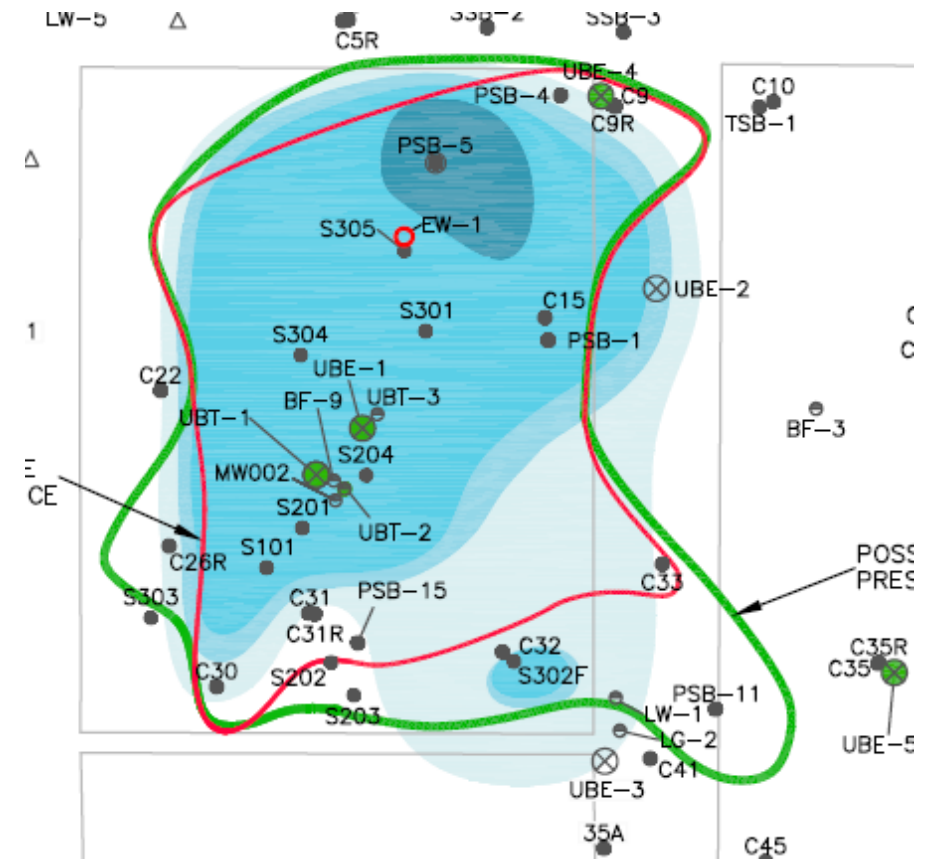 LW-5
SSB-2
SSB-3
C5R
UBE-4
PSB-4
C9
C9R
C10
TSB-1
PSB-5
S305
EW-1
UBE-2
C15
S301
PSB-1
S304
UBE-1
C22
BF-9
UBT-3
UBT-1
BF-3
S204
MW002
E
CE
S201
UBT-2
S101
C26R
C33
POSS
PRES
S303
C31
C31R
PSB-15
C32
S302F
C30
S202
S203
PSB-11
LW-1
LG-2
C41
UBE-3
C35R
C35
UBE-5
35A
C45
1
C